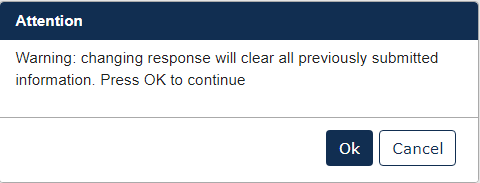 Attention
Warning: changing response will clear all previously submitted
information. Press OK to continue
Ok Cancel